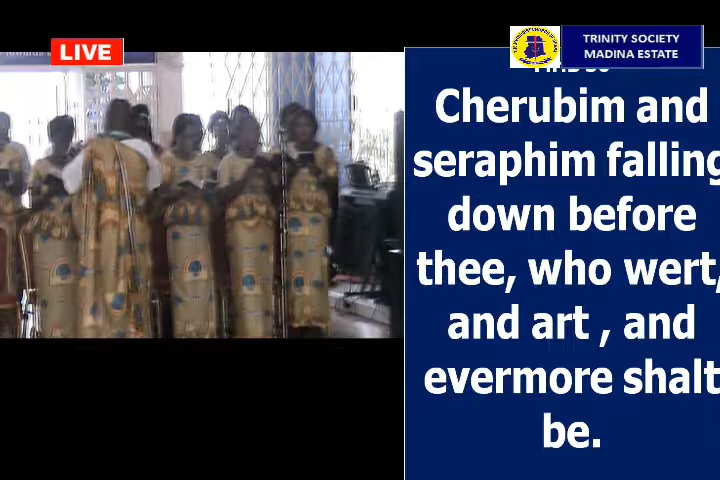 LIVE
TRINITY SOCIETY
MADINA ESTATE
Cherubim and
seraphim falling
down before
thee, who wert,
and art , and
evermore shalt
be.